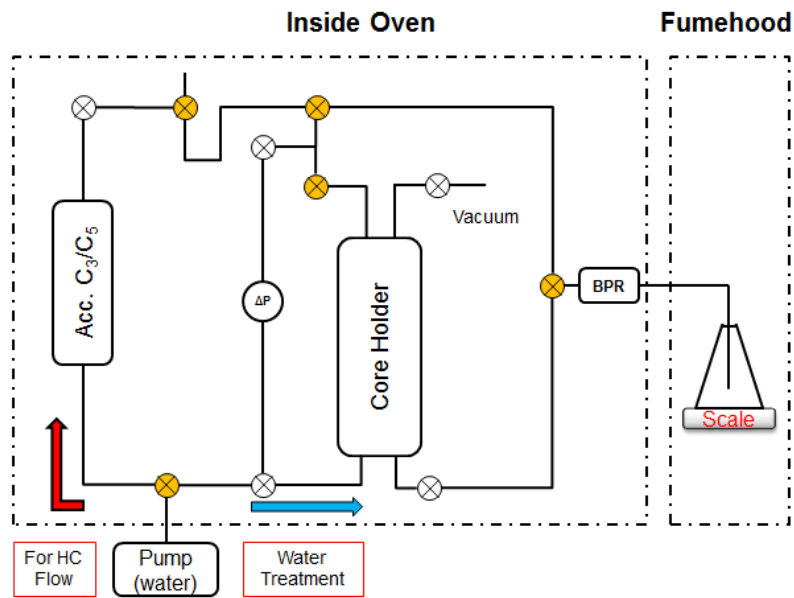 Inside Oven
Fumehood
Acc. C₃/C₅
Vacuum
ΔP
Core Holder
BPR
Scale
For HC
Flow
Pump
(water)
Water
Treatment